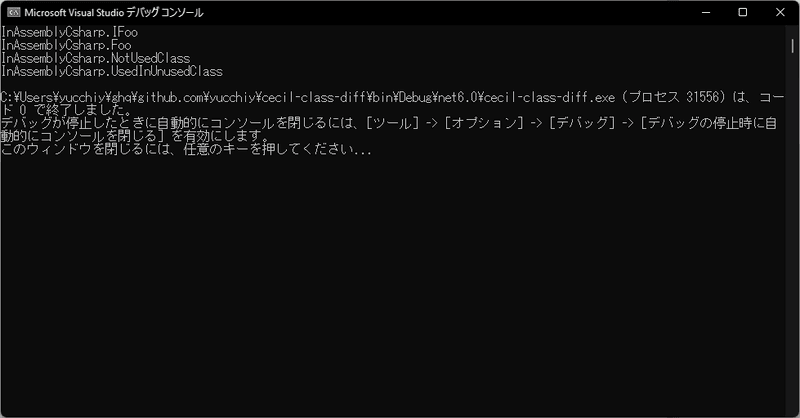 Microsoft Visual Studio デバッグ コンソール
InAssemblyCsharp.IFoo
InAssemblyCsharp.Foo
InAssemblyCsharp.NotUsedClass
InAssemblyCsharp.UsedInUnusedClass
C:¥Users¥yucchiy¥ghq¥github.com¥yucchiy¥cecil-class-diff¥bin¥Debug¥net6.0¥cecil-class-diff.exe (プロセス 31556) は、コー
ド 0 で終了しました。
デバッグが停止したときに自動的にコンソールを閉じるには、[ツール] -> [オプション] -> [デバッグ] -> [デバッグの停止時に自
動的にコンソールを閉じる] を有効にします。
このウィンドウを閉じるには、任意のキーを押してください...